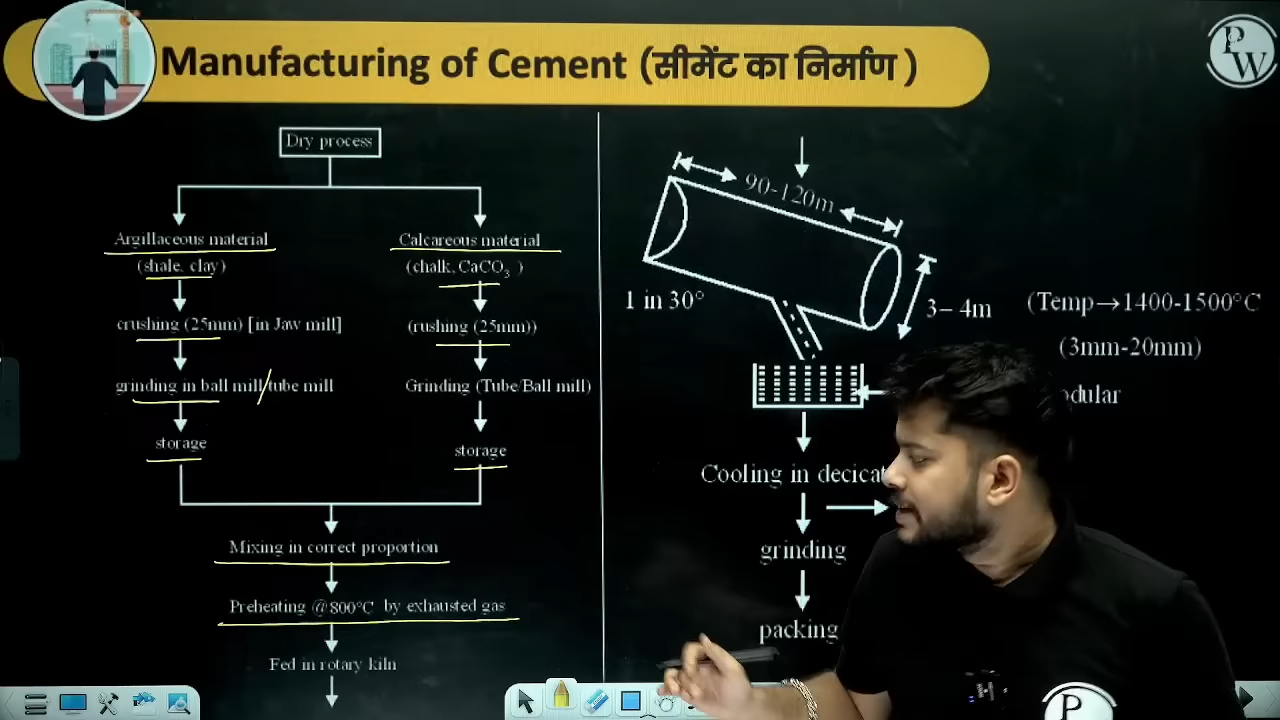 Manufacturing of Cement (सीमेंट का निर्माण )
PW
Dry process
Argillaceous material
(shale, clay)
crushing (25mm) [in Jaw mill]
grinding in ball mill/tube mill
storage
Calcareous material
(chalk, CaCO₃ )
(rushing (25mm))
Grinding (Tube/Ball mill)
storage
Mixing in correct proportion
Preheating @800°C by exhausted gas
Fed in rotary kiln
90-120m
1 in 30°
3– 4m
(Temp→1400-1500°C
(3mm-20mm)
Cooling in
grinding
packing
H
P